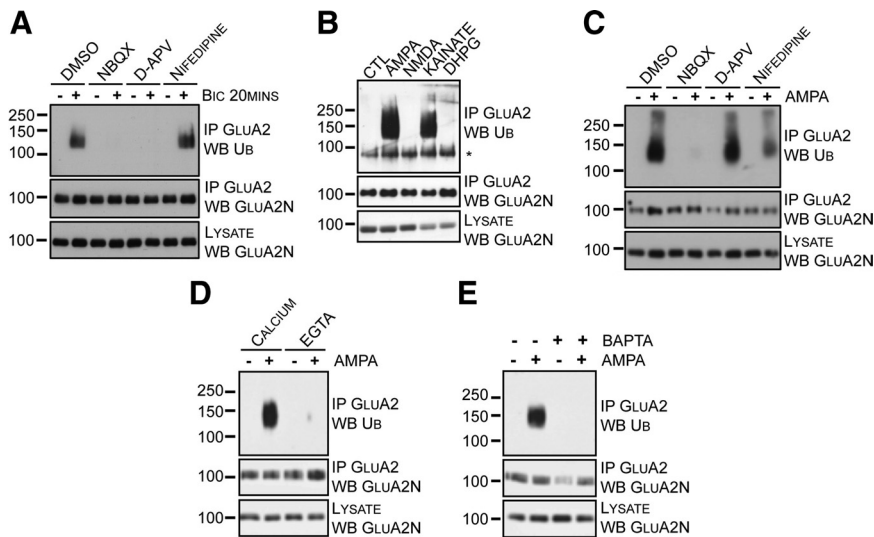 A
DMSO NBQX D-APV NIFEDIPINE
- + - + - + - + BIC 20MINS
250
150
100
IP GLUA2
WB UB
100
IP GLUA2
WB GLUA2N
100
LYSATE
WB GLUA2N
B
CTL AMPA NMDA KAINATE DHPG
250
150
100
IP GLUA2
WB UB
*
100
IP GLUA2
WB GLUA2N
100
LYSATE
WB GLUA2N
C
DMSO NBQX D-APV NIFEDIPINE
- + - + - + - + AMPA
250
150
100
IP GLUA2
WB UB
100
IP GLUA2
WB GLUA2N
100
LYSATE
WB GLUA2N
D
CALCIUM EGTA
- + - + AMPA
250
150
100
IP GLUA2
WB UB
100
IP GLUA2
WB GLUA2N
100
LYSATE
WB GLUA2N
E
- - + + BAPTA
- + - + AMPA
250
150
100
IP GLUA2
WB UB
100
IP GLUA2
WB GLUA2N
100
LYSATE
WB GLUA2N